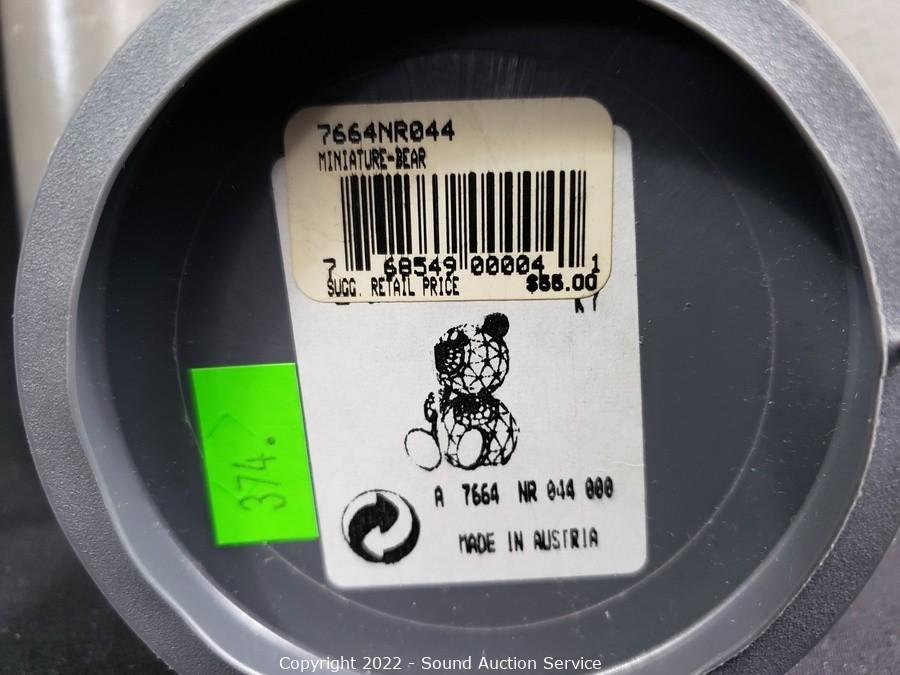 7664NR044
MINIATURE-BEAR
7 68549 00004 1
SUGG. RETAIL PRICE $55.00
A 7664 NR 044 000
MADE IN AUSTRIA
374.
Copyright 2022 - Sound Auction Service